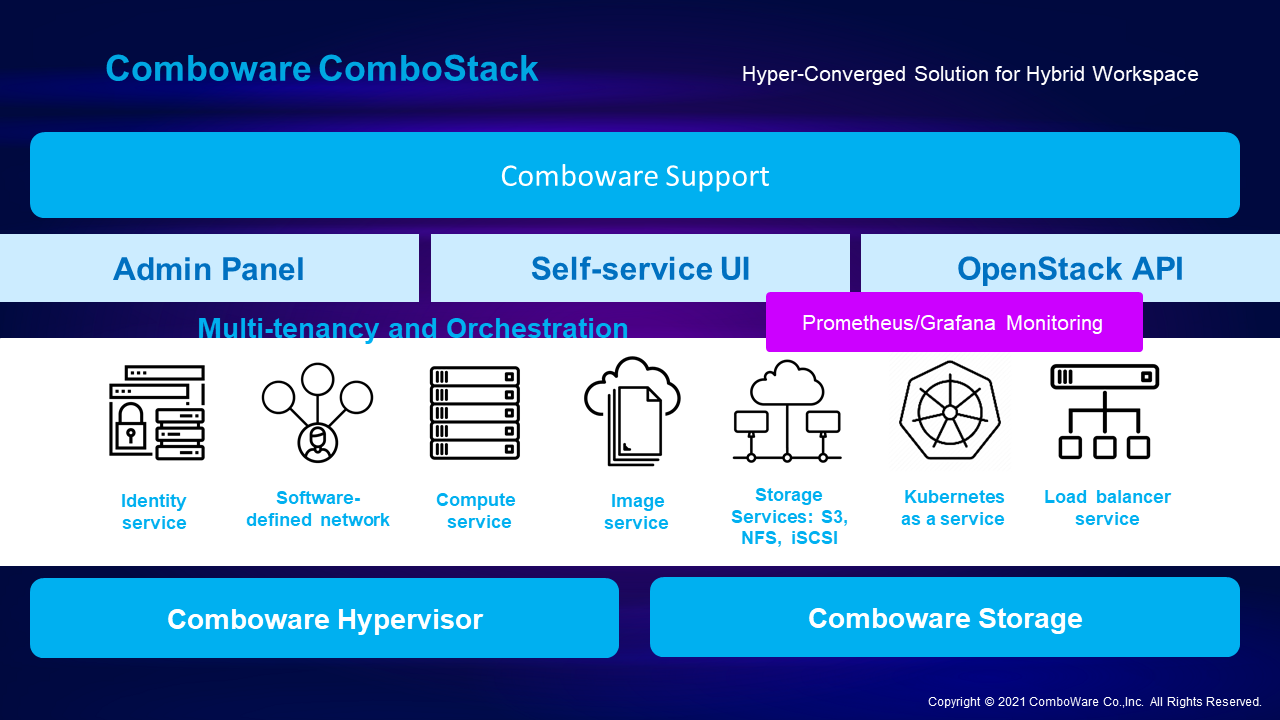 Comboware ComboStack
Hyper-Converged Solution for Hybrid Workspace
Comboware Support
Admin Panel
Self-service UI
OpenStack API
Multi-tenancy and Orchestration
Prometheus/Grafana Monitoring
Identity
service
Software-
defined network
Compute
service
Image
service
Storage
Services: S3,
NFS, iSCSI
Kubernetes
as a service
Load balancer
service
Comboware Hypervisor
Comboware Storage
Copyright © 2021 ComboWare Co.,Inc. All Rights Reserved.